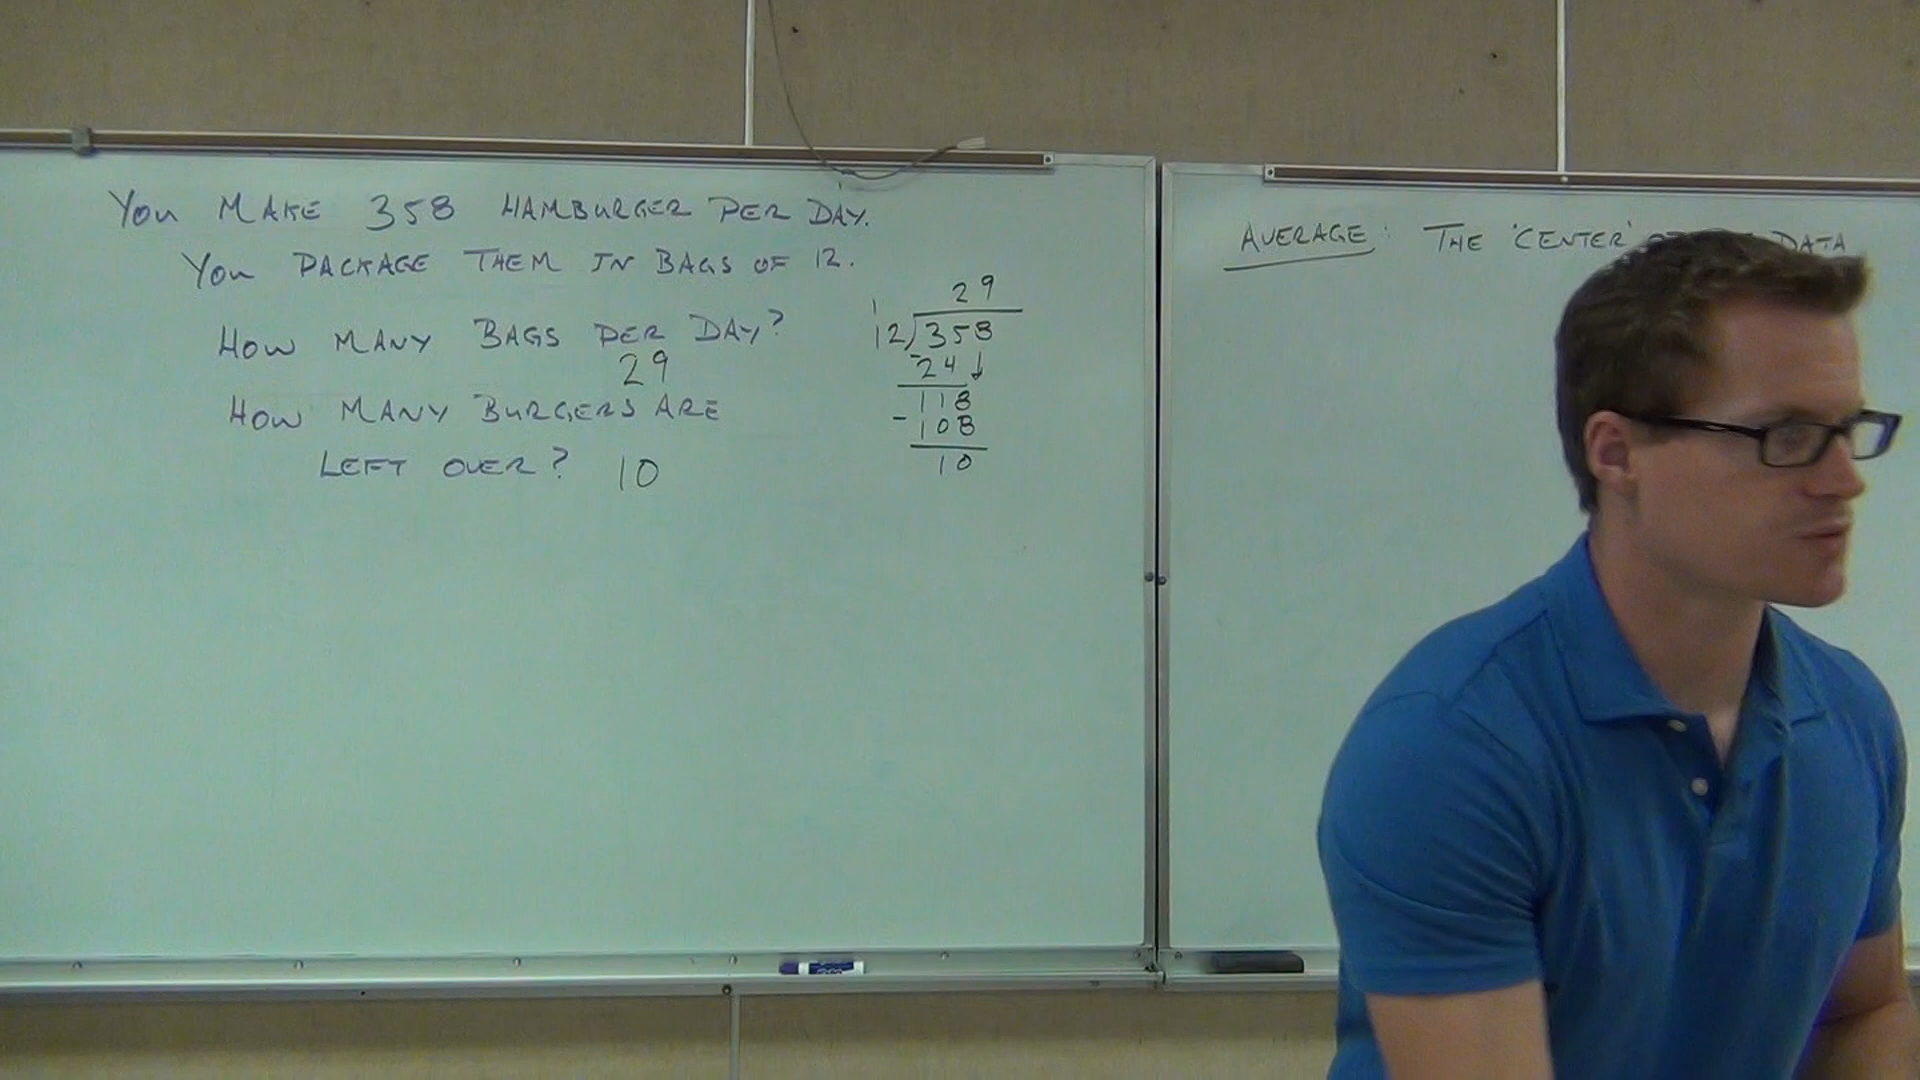 You MAKE 358 HAMBURGER PER DAY.
You PACKAGE THEM IN BAGS OF 12.
HOW MANY BAGS PER DAY?
29
HOW MANY BURGERS ARE
LEFT OVER? 10
29
1
12)358
-24↓
118
-108
10
AVERAGE: THE 'CENTER' DATA